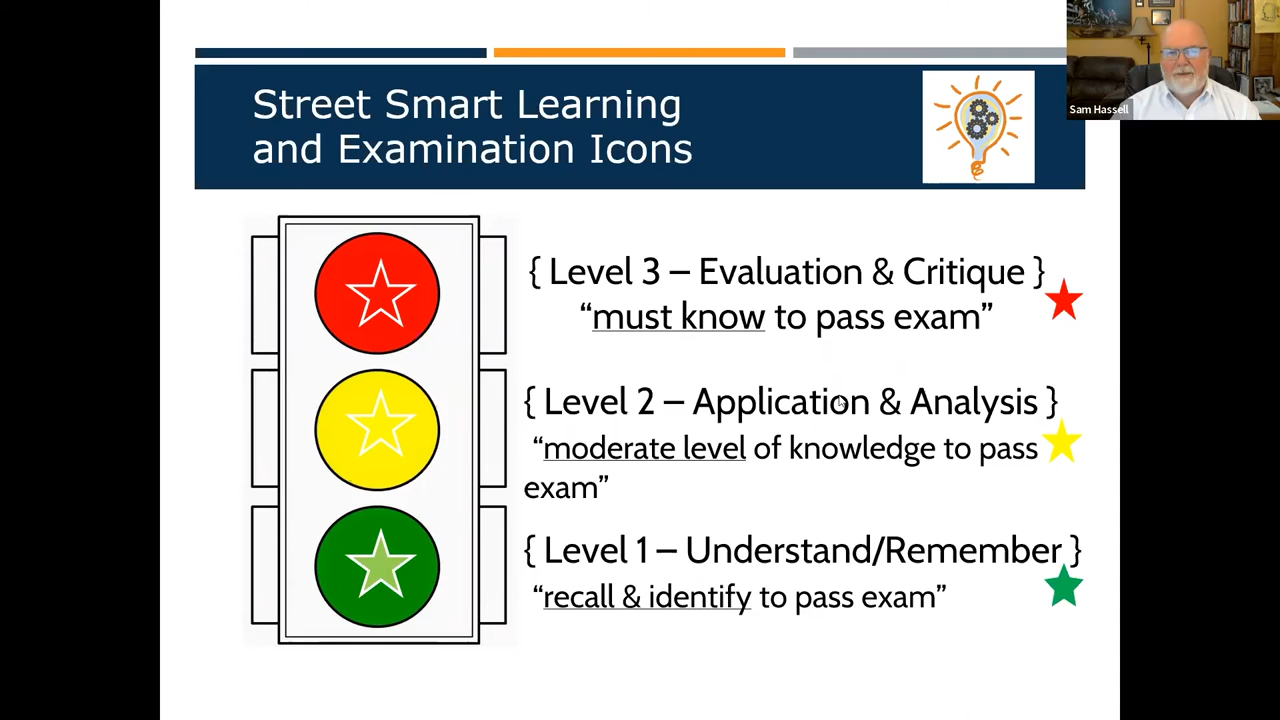 Street Smart Learning
and Examination Icons
Sam Hassell
{ Level 3 – Evaluation & Critique }
“must know to pass exam”
{ Level 2 – Application & Analysis }
“moderate level of knowledge to pass
exam”
{ Level 1 – Understand/Remember }
“recall & identify to pass exam”